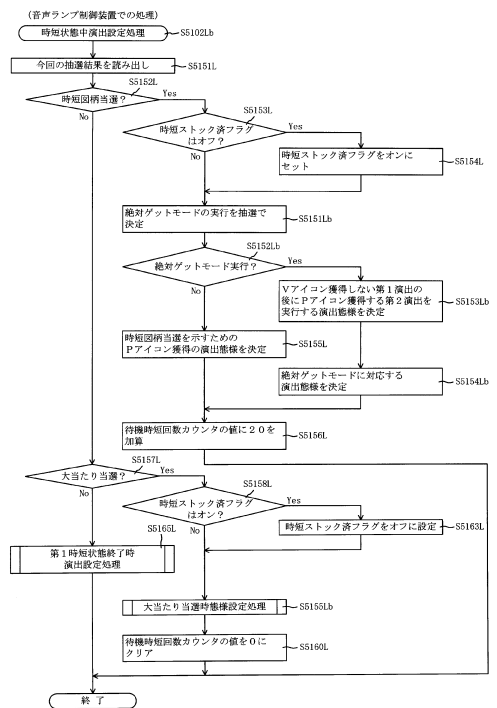 (音声ランプ制御装置での処理)
時短状態中演出設定処理
S5102Lb
今回の抽選結果を読み出し
S5151L
S5152L
時短図柄当選?
Yes
No
S5153L
時短ストック済フラグ
はオフ?
Yes
No
時短ストック済フラグをオンに
セット
S5154L
絶対ゲットモードの実行を抽選で
決定
S5151Lb
S5152Lb
絶対ゲットモード実行?
Yes
No
Vアイコン獲得しない第1演出の
後にPアイコン獲得する第2演出を
実行する演出態様を決定
S5153Lb
時短図柄当選を示すための
Pアイコン獲得の演出態様を決定
S5155L
絶対ゲットモードに対応する
演出態様を決定
S5154Lb
待機時短回数カウンタの値に20を
加算
S5156L
S5157L
大当たり当選?
Yes
No
S5158L
時短ストック済フラグ
はオン?
Yes
No
時短ストック済フラグをオフに設定
S5163L
S5165L
第1時短状態終了時
演出設定処理
大当たり当選時態様設定処理
S5155Lb
待機時短回数カウンタの値を0に
クリア
S5160L
終了